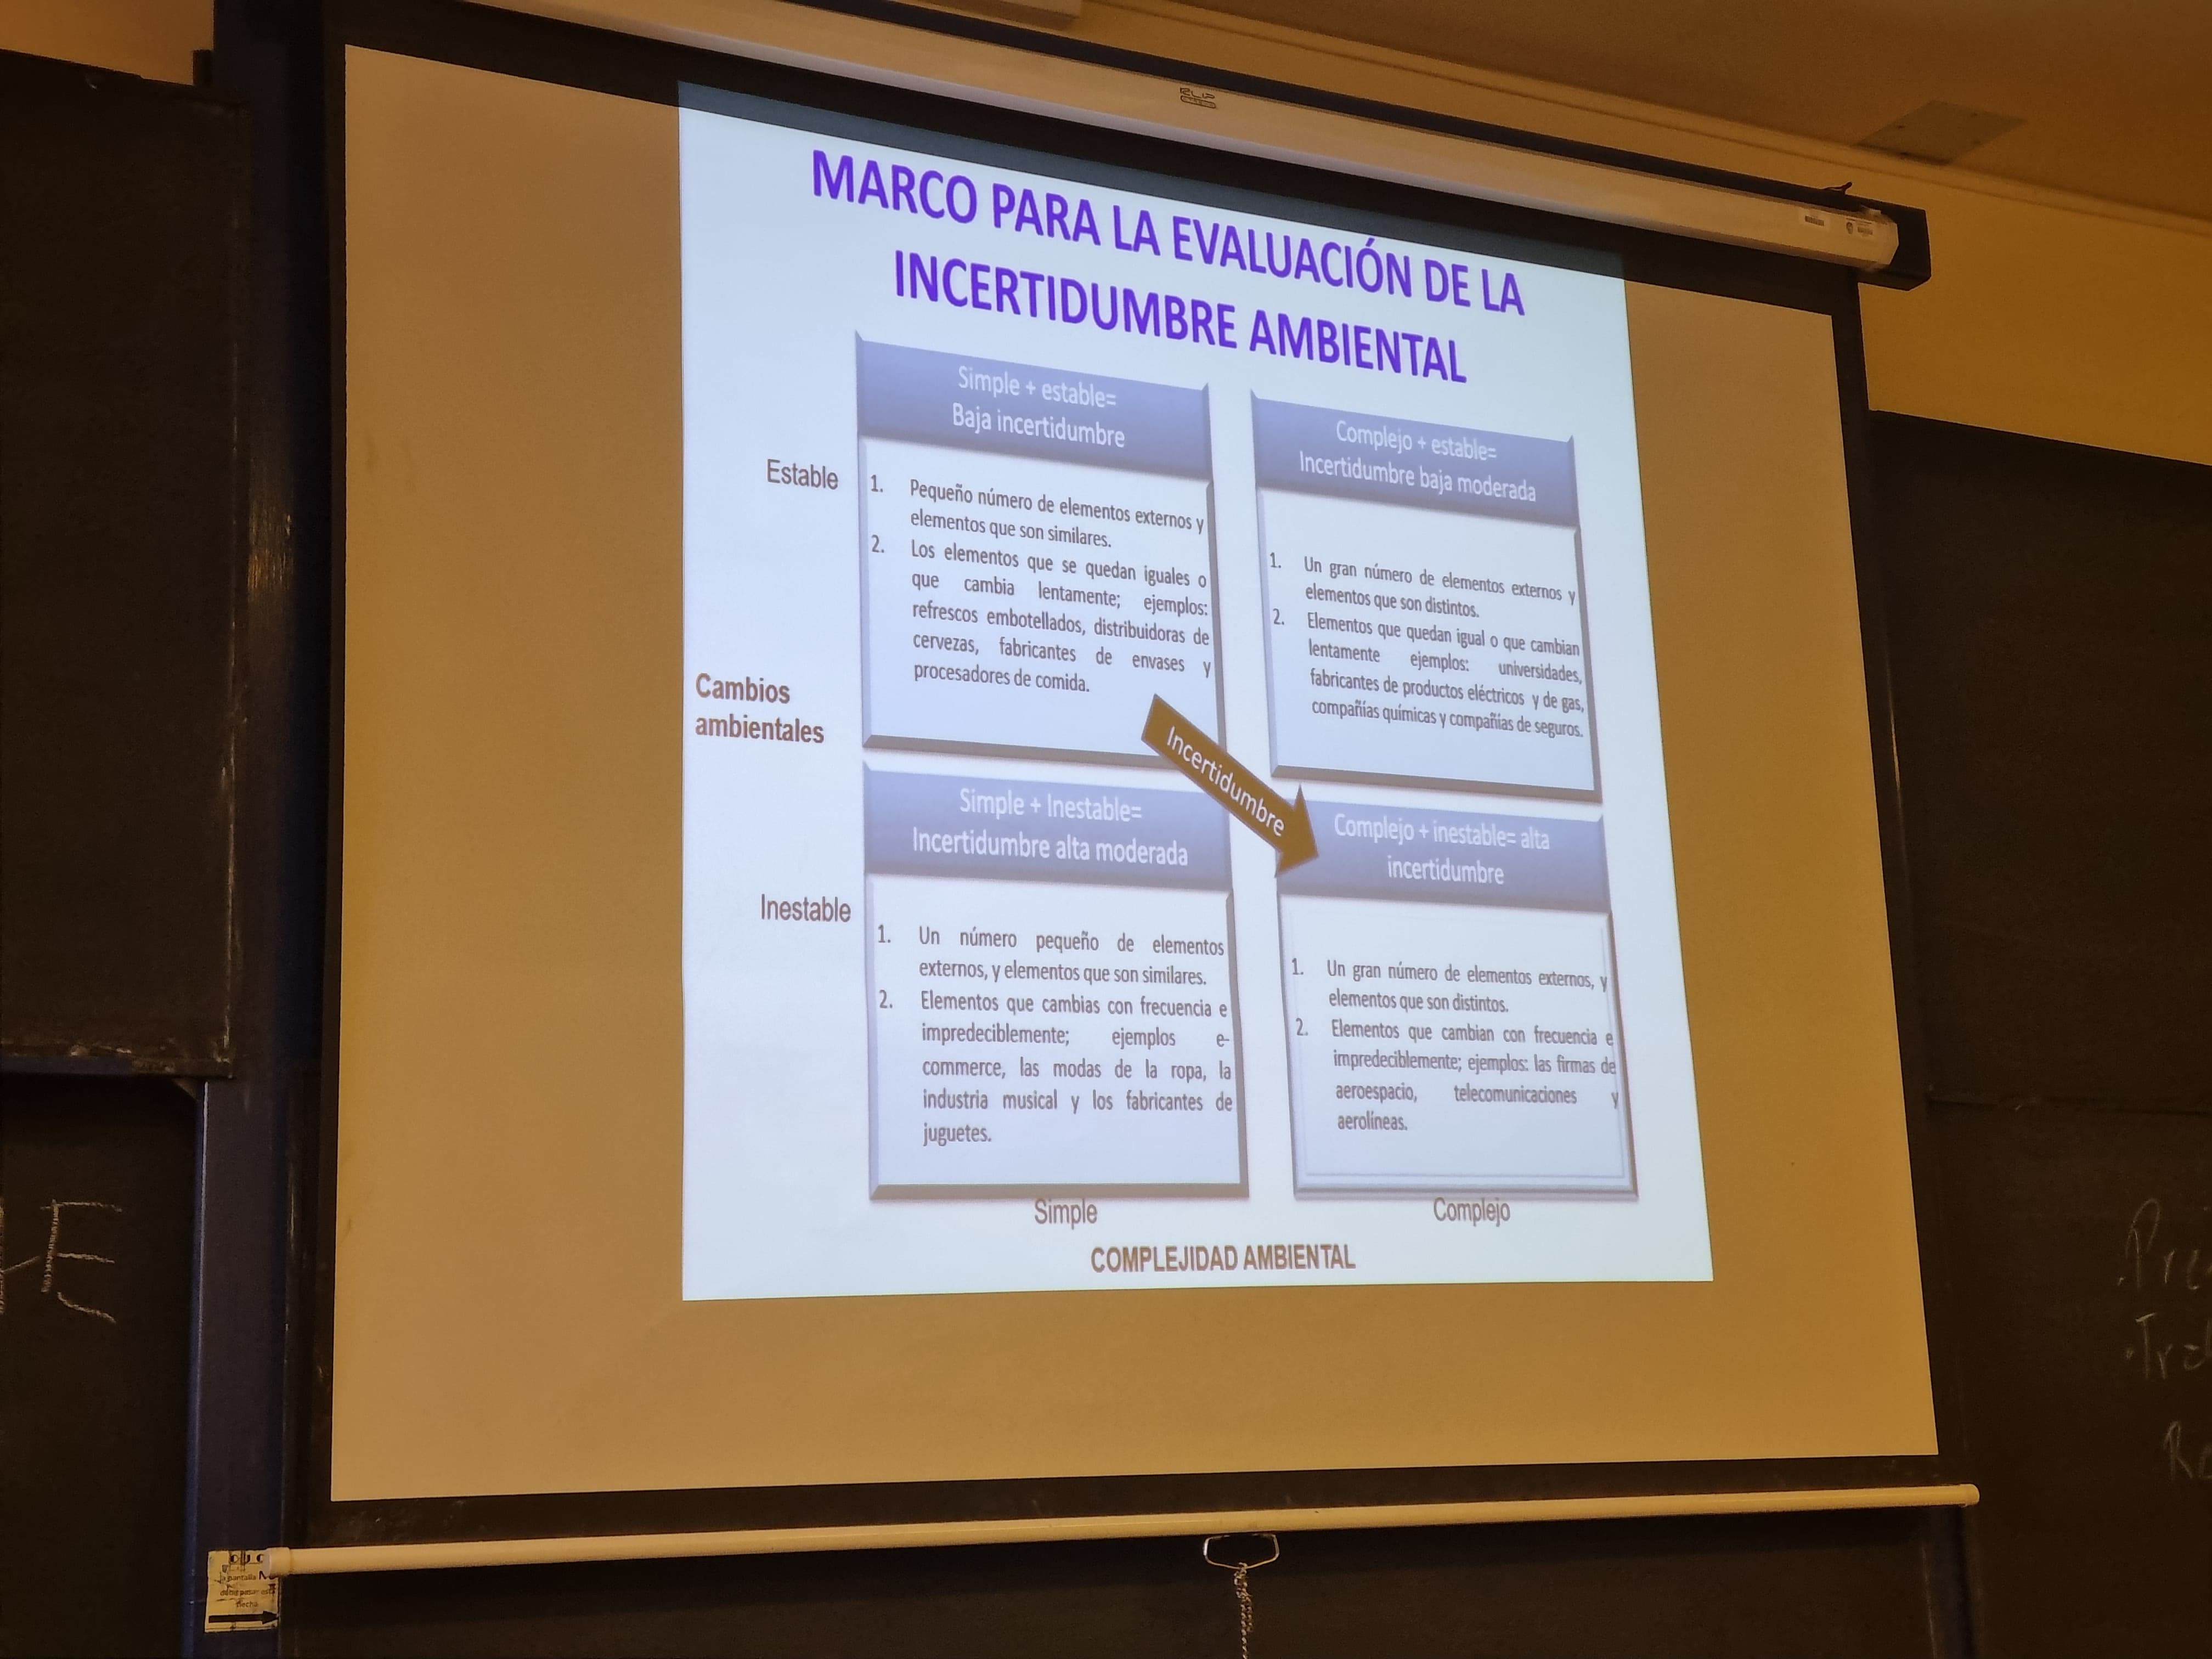 MARCO PARA LA EVALUACIÓN DE LA
INCERTIDUMBRE AMBIENTAL
Simple + estable=
Baja incertidumbre
Estable
1. Pequeño número de elementos externos y
elementos que son similares.
2. Los elementos que se quedan iguales o
que cambia lentamente; ejemplos:
refrescos embotellados, distribuidoras de
cervezas, fabricantes de envases y
procesadores de comida.
Complejo + estable=
Incertidumbre baja moderada
1. Un gran número de elementos externos y
elementos que son distintos.
2. Elementos que quedan igual o que cambian
lentamente ejemplos: universidades,
fabricantes de productos eléctricos y de gas,
compañías químicas y compañías de seguros.
Cambios
ambientales
Incertidumbre
Simple + Inestable=
Incertidumbre alta moderada
Inestable
1. Un número pequeño de elementos
externos, y elementos que son similares.
2. Elementos que cambias con frecuencia e
impredeciblemente; ejemplos e-
commerce, las modas de la ropa, la
industria musical y los fabricantes de
juguetes.
Complejo + inestable= alta
incertidumbre
1. Un gran número de elementos externos, y
elementos que son distintos.
2. Elementos que cambian con frecuencia e
impredeciblemente; ejemplos: las firmas de
aeroespacio, telecomunicaciones y
aerolíneas.
Simple
Complejo
COMPLEJIDAD AMBIENTAL
E